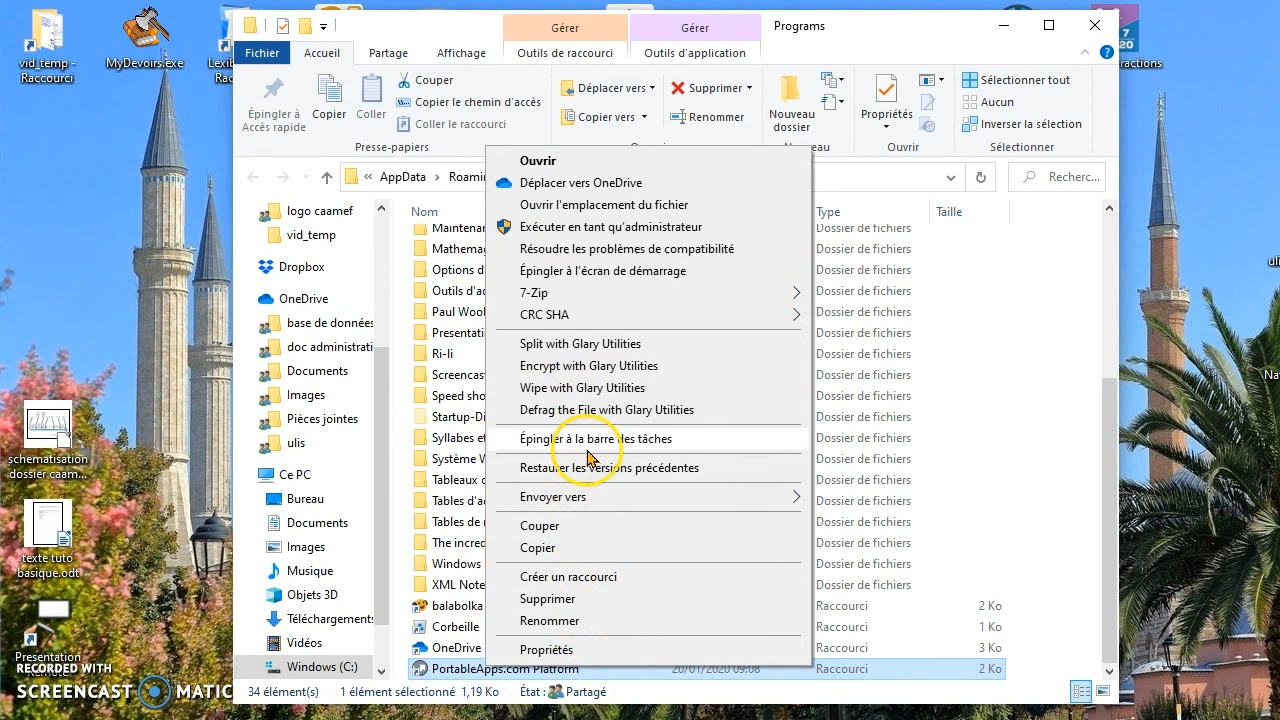 vid_temp -
Raccourci
MyDevoirs.exe
Lexib
Rac
schematisation
dossier caam...
texte tuto
basique.odt
Presentation
Remote
RECORDED WITH
SCREENCAST
MATIC
Gérer
Gérer
Programs
Fichier
Accueil
Partage
Affichage
Outils de raccourci
Outils d'application
Épingler à
Accès rapide
Copier
Coller
Couper
Copier le chemin d'accès
Coller le raccourci
Presse-papiers
Déplacer vers
Copier vers
Supprimer
Renommer
Nouveau
dossier
Propriétés
Ouvrir
Sélectionner tout
Aucun
Inverser la sélection
Sélectionner
« AppData
Roamin
Recherc...
logo caamef
vid_temp
Dropbox
OneDrive
base de données
doc administrati
Documents
Images
Pièces jointes
ulis
Ce PC
Bureau
Documents
Images
Musique
Objets 3D
Téléchargements
Vidéos
Windows (C:)
Nom
Type
Taille
Maintenan
Dossier de fichiers
Mathemag
Dossier de fichiers
Options d
Dossier de fichiers
Outils d'ac
Dossier de fichiers
Paul Wool
Dossier de fichiers
Presentati
Dossier de fichiers
Ri-li
Dossier de fichiers
Screencast
Dossier de fichiers
Speed sho
Dossier de fichiers
Startup-Di
Dossier de fichiers
Syllabes et
Dossier de fichiers
Système W
Dossier de fichiers
Tableaux d
Dossier de fichiers
Tables d'ad
Dossier de fichiers
Tables de r
Dossier de fichiers
The incred
Dossier de fichiers
Windows
Dossier de fichiers
XML Note
Dossier de fichiers
balabolka
Raccourci
2 Ko
Corbeille
Raccourci
1 Ko
OneDrive
Raccourci
3 Ko
PortableApps.com Platform
20/01/2020 09:08
Raccourci
2 Ko
Ouvrir
Déplacer vers OneDrive
Ouvrir l'emplacement du fichier
Exécuter en tant qu'administrateur
Résoudre les problèmes de compatibilité
Épingler à l'écran de démarrage
7-Zip
CRC SHA
Split with Glary Utilities
Encrypt with Glary Utilities
Wipe with Glary Utilities
Defrag the File with Glary Utilities
Épingler à la barre des tâches
Restaurer les versions précédentes
Envoyer vers
Couper
Copier
Créer un raccourci
Supprimer
Renommer
Propriétés
34 élément(s)
1 élément sélectionné 1,19 Ko
État : Partagé
7
20
ractions
uli
Na